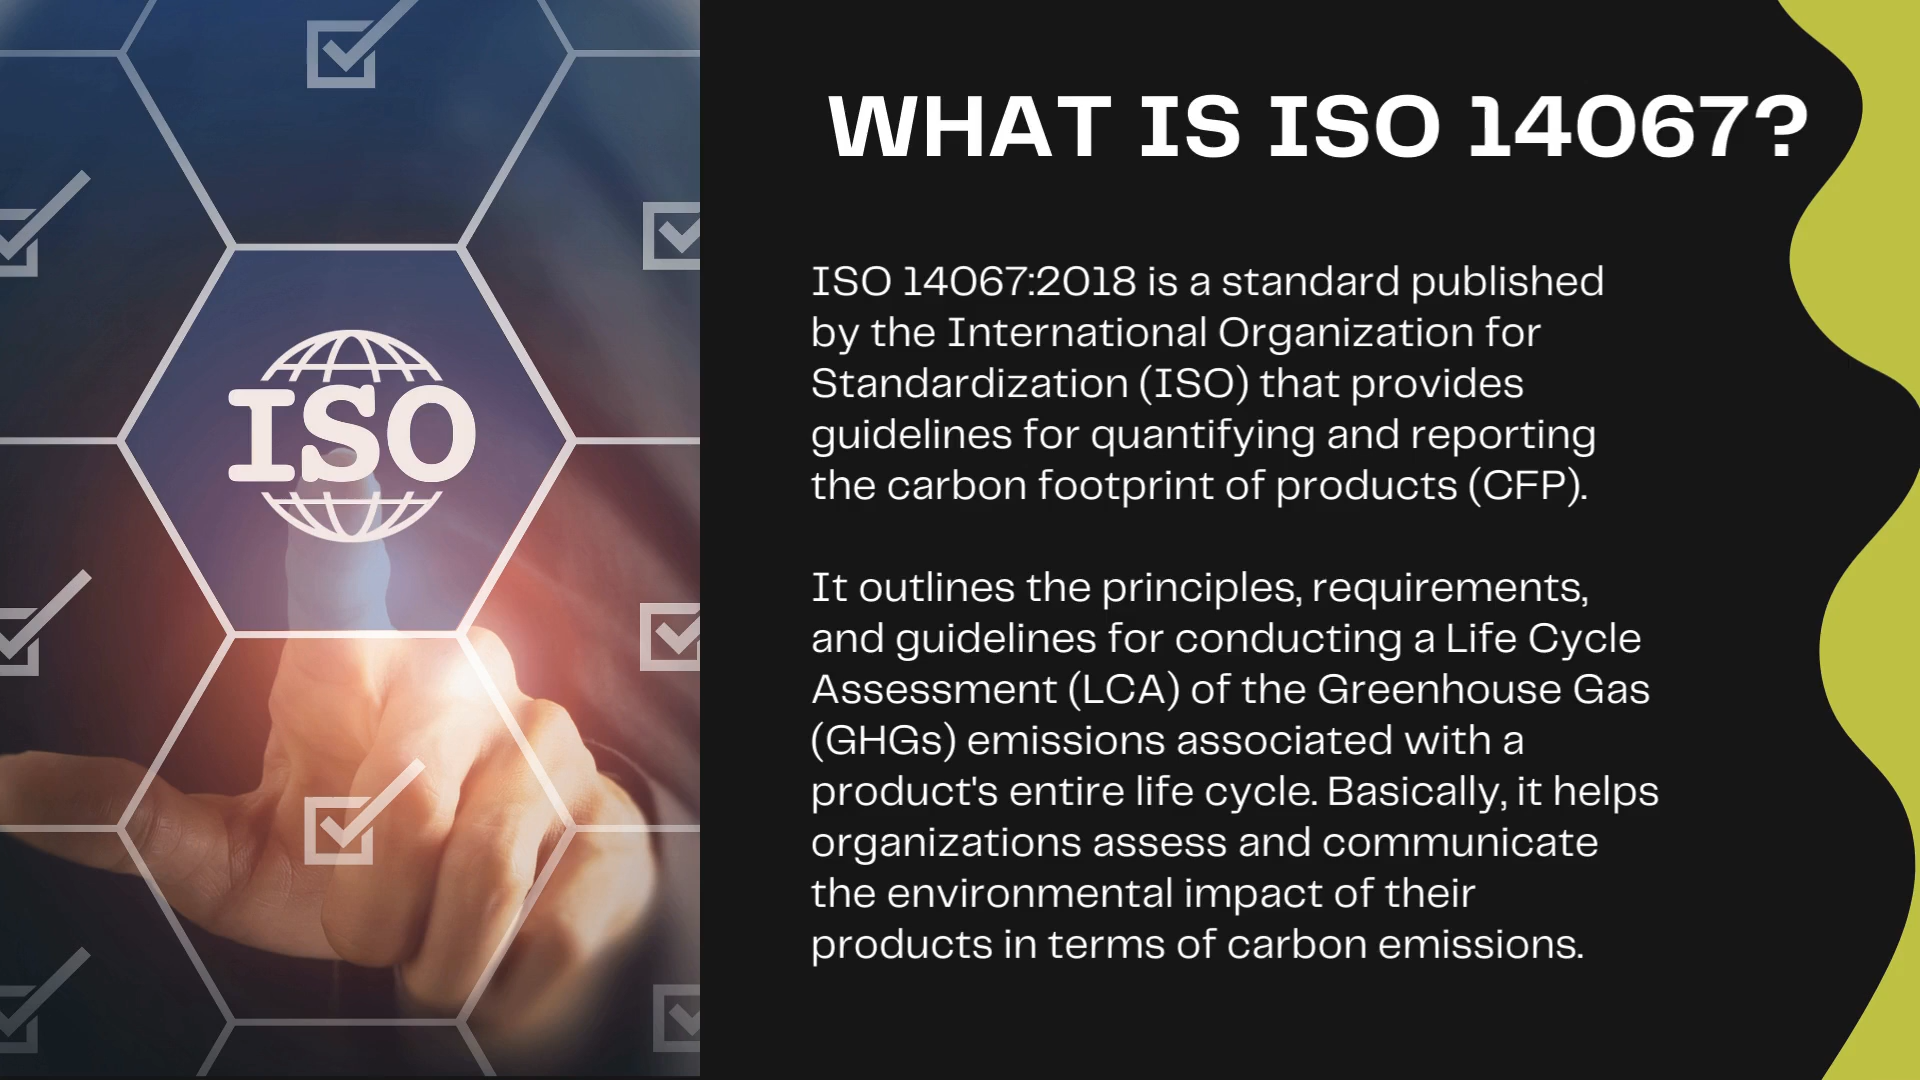 ISO
WHAT IS ISO 14067?
ISO 14067:2018 is a standard published
by the International Organization for
Standardization (ISO) that provides
guidelines for quantifying and reporting
the carbon footprint of products (CFP).
It outlines the principles, requirements,
and guidelines for conducting a Life Cycle
Assessment (LCA) of the Greenhouse Gas
(GHGs) emissions associated with a
product's entire life cycle. Basically, it helps
organizations assess and communicate
the environmental impact of their
products in terms of carbon emissions.